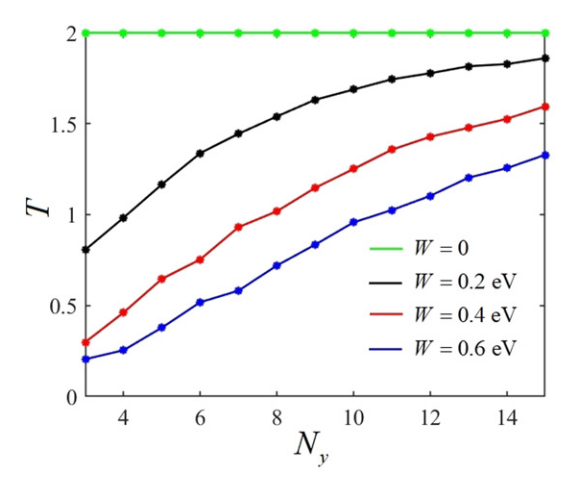 2
1.5
1
0.5
0
T
W = 0
W = 0.2 eV
W = 0.4 eV
W = 0.6 eV
4 6 8 10 12 14
N_y